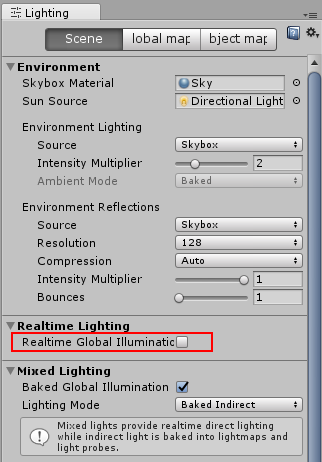 Lighting
Scene lobal map bject map
Environment
Skybox Material Sky
Sun Source Directional Light
Environment Lighting
Source Skybox
Intensity Multiplier 2
Ambient Mode Baked
Environment Reflections
Source Skybox
Resolution 128
Compression Auto
Intensity Multiplier 1
Bounces 1
Realtime Lighting
Realtime Global Illuminatio
Mixed Lighting
Baked Global Illumination
Lighting Mode Baked Indirect
Mixed lights provide realtime direct lighting
while indirect light is baked into lightmaps and
light probes.